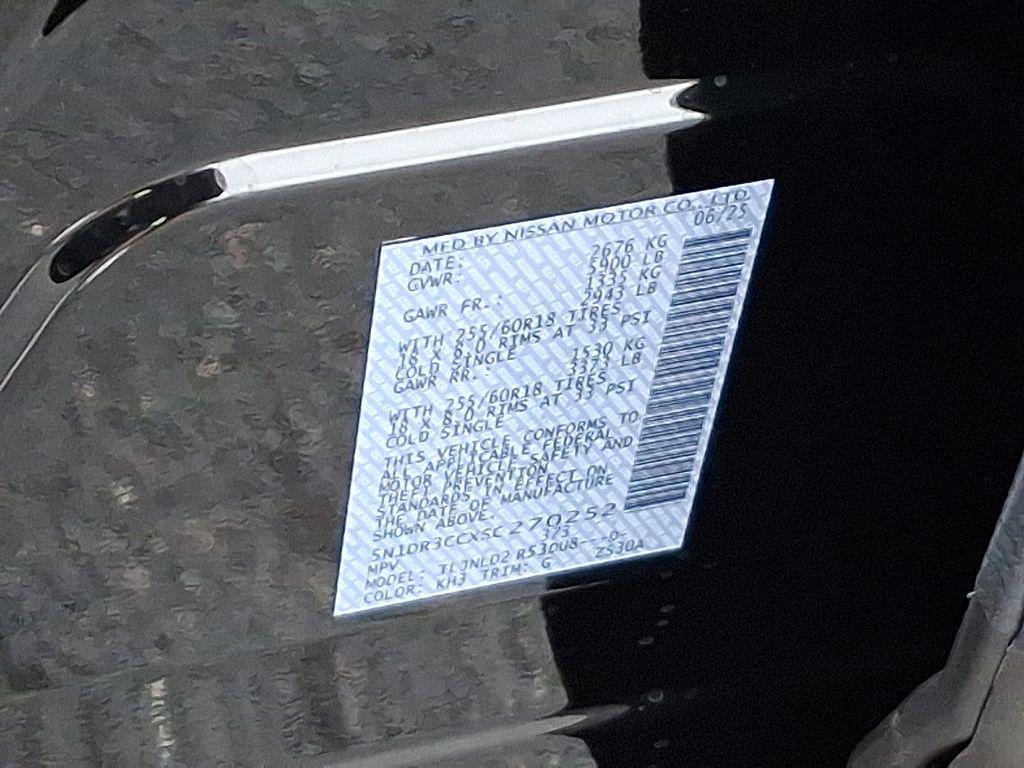 MFD BY NISSAN MOTOR CO., LTD.
DATE: 06/25
GVWR: 2676 KG
5900 LB
GAWR FR.: 1335 KG
2943 LB
WITH 255/60R18 TIRES,
18 X 8.0 RIMS AT 33 PSI
COLD SINGLE
GAWR RR.: 1530 KG
3373 LB
WITH 255/60R18 TIRES,
18 X 8.0 RIMS AT 33 PSI
COLD SINGLE
THIS VEHICLE CONFORMS TO
ALL APPLICABLE FEDERAL
MOTOR VEHICLE SAFETY AND
THEFT PREVENTION
STANDARDS IN EFFECT ON
THE DATE OF MANUFACTURE
SHOWN ABOVE.
5N1DR3CCXSC270252
MPV 373
MODEL: TLJNLD2 R53DU8----0-
COLOR: KH3 TRIM: G ZS30A